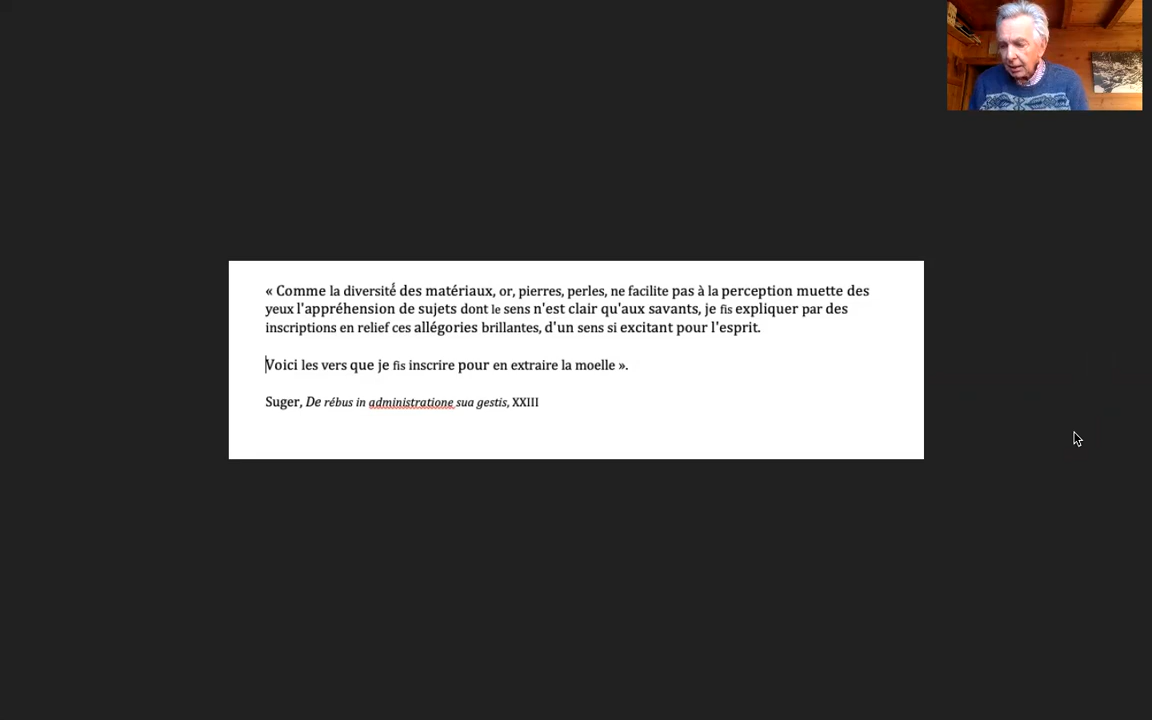 « Comme la diversité des matériaux, or, pierres, perles, ne facilite pas à la perception muette des
yeux l'appréhension de sujets dont le sens n'est clair qu'aux savants, je fis expliquer par des
inscriptions en relief ces allégories brillantes, d'un sens si excitant pour l'esprit.
Voici les vers que je fis inscrire pour en extraire la moelle ».
Suger, De rébus in administratione sua gestis, XXIII